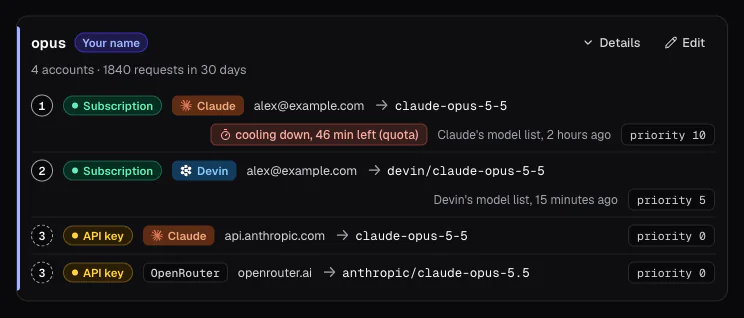 opus Your name Details Edit
4 accounts · 1840 requests in 30 days
1 Subscription Claude alex@example.com → claude-opus-5-5
cooling down, 46 min left (quota) Claude's model list, 2 hours ago priority 10
2 Subscription Devin alex@example.com → devin/claude-opus-5-5
Devin's model list, 15 minutes ago priority 5
3 API key Claude api.anthropic.com → claude-opus-5-5 priority 0
3 API key OpenRouter openrouter.ai → anthropic/claude-opus-5.5 priority 0